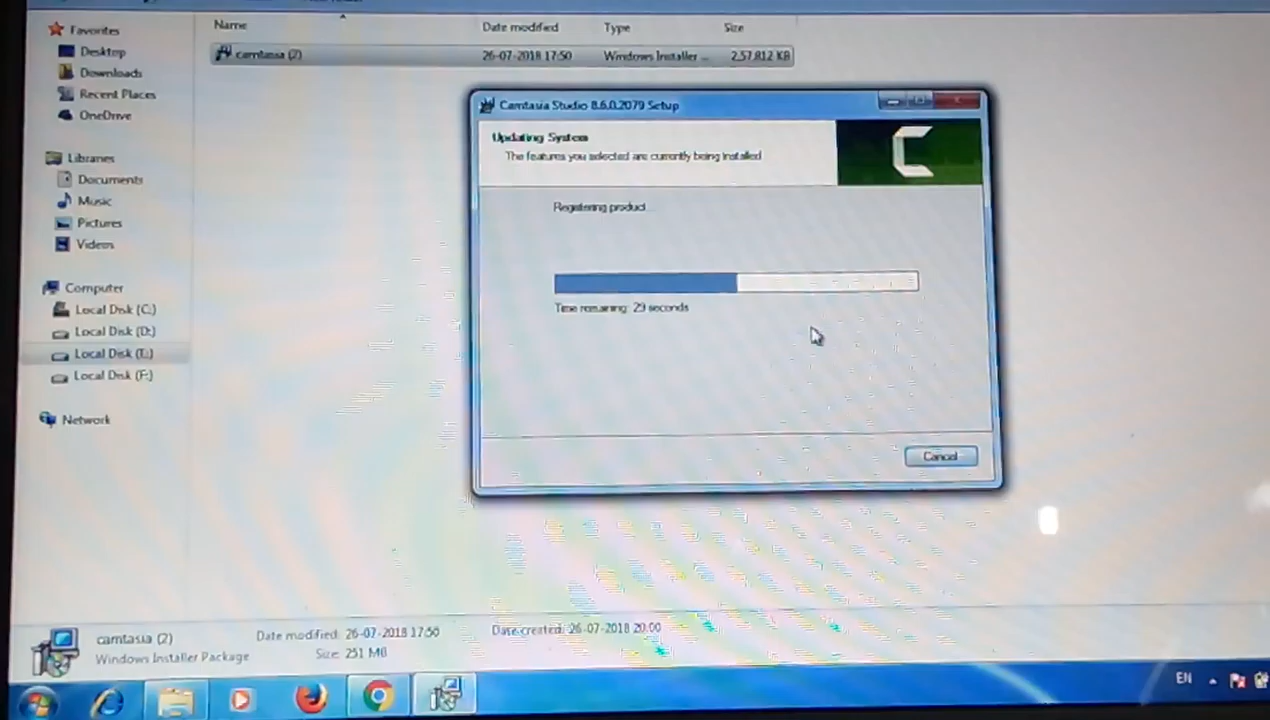 Favorites
Desktop
Downloads
Recent Places
OneDrive
Libraries
Documents
Music
Pictures
Videos
Computer
Local Disk (C:)
Local Disk (D:)
Local Disk (E:)
Local Disk (F:)
Network
Name Date modified Type Size
camtasia (2) 26-07-2018 17:50 Windows Installer ... 2,57,812 KB
Camtasia Studio 8.6.0.2079 Setup
Updating System
The features you selected are currently being installed
Registering product
Time remaining: 29 seconds
Cancel
camtasia (2) Date modified: 26-07-2018 17:50 Date created: 26-07-2018 20:00
Windows Installer Package Size: 251 MB
EN